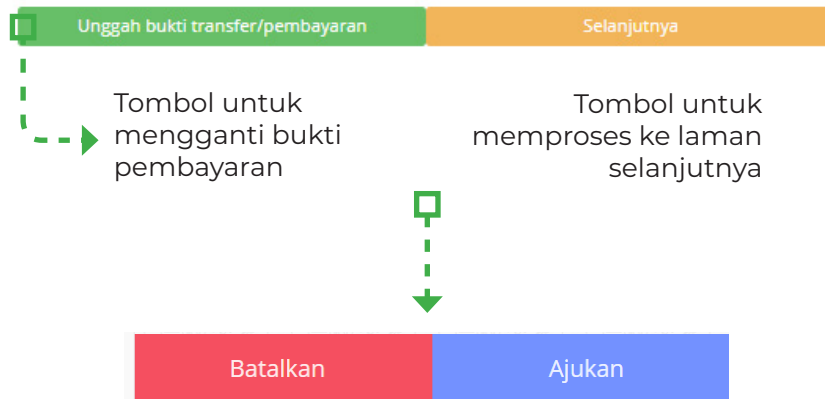 Unggah bukti transfer/pembayaran
Selanjutnya
Tombol untuk
mengganti bukti
pembayaran
Tombol untuk
memproses ke laman
selanjutnya
Batalkan
Ajukan